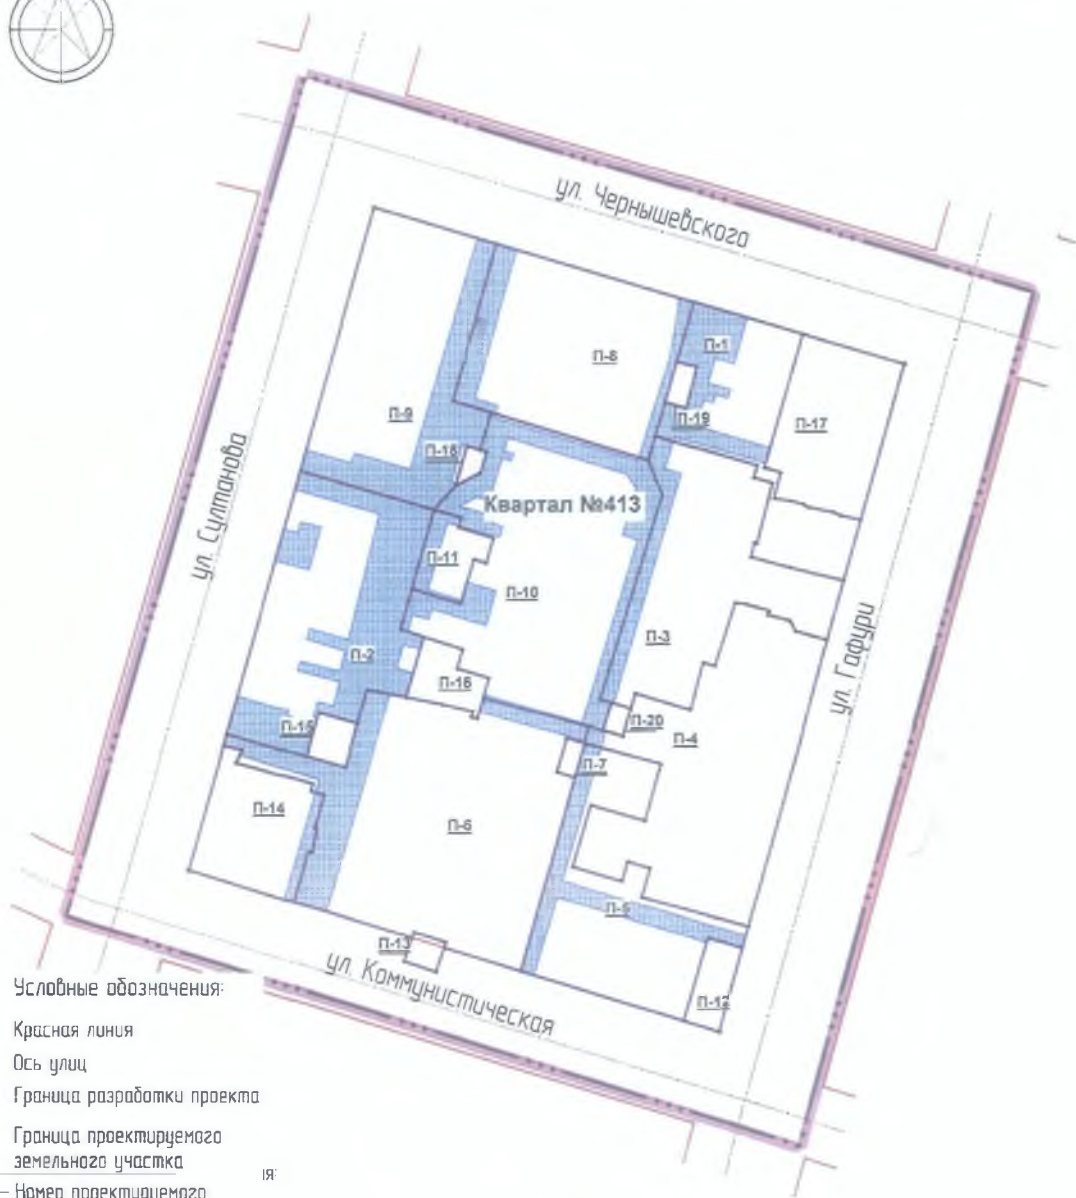 ул. Чернышевского
П-1
П-8
П-9
П-19
П-17
П-18
Квартал №413
ул. Султанова
П-11
П-10
П-3
ул. Гафури
П-2
П-16
П-15
П-20
П-4
П-7
П-14
П-6
П-5
П-13
ул. Коммунистическая
П-12
Условные обозначения:
Красная линия
Ось улиц
Граница разработки проекта
Граница проектируемого
земельного участка
ия:
– Номер проектируемого